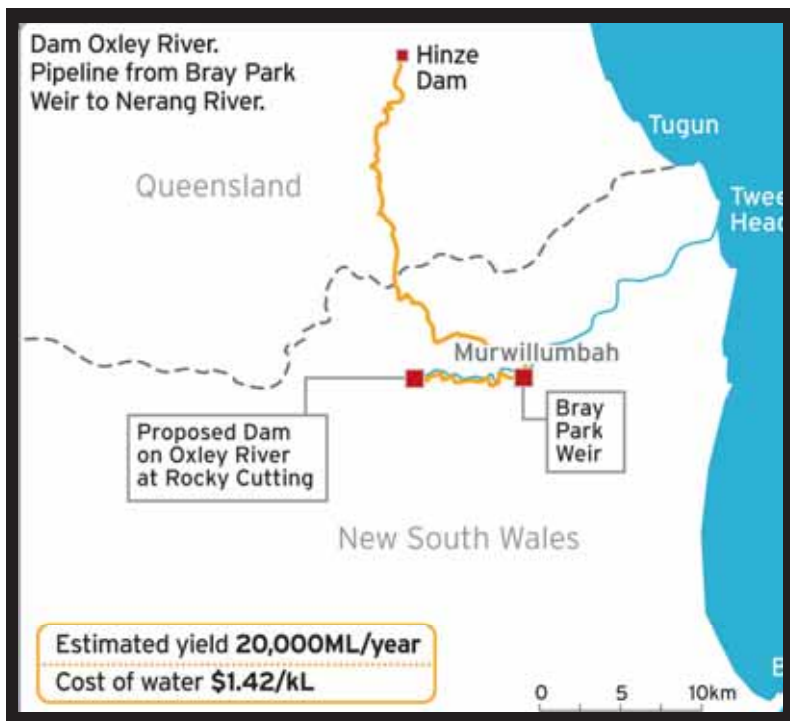 Dam Oxley River.
Pipeline from Bray Park
Weir to Nerang River.
Hinze
Dam
Tugun
Queensland
Twee
Head
Murwillumbah
Proposed Dam
on Oxley River
at Rocky Cutting
Bray
Park
Weir
New South Wales
Estimated yield 20,000ML/year
Cost of water $1.42/kL
0 5 10km